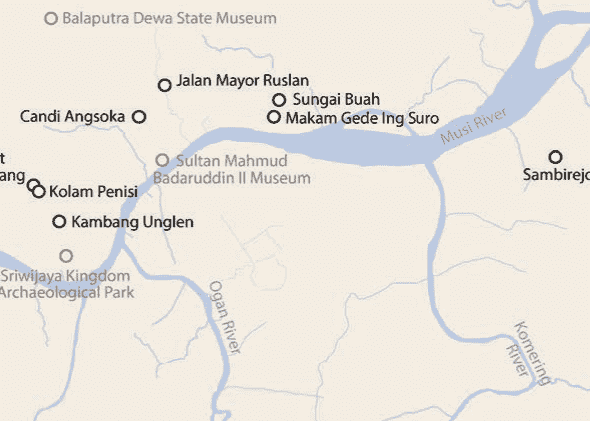 Balaputra Dewa State Museum
Jalan Mayor Ruslan
Sungai Buah
Candi Angsoka
Makam Gede Ing Suro
Musi River
Sultan Mahmud
Badaruddin II Museum
Sambirejo
t
ang
Kolam Penisi
Kambang Unglen
Sriwijaya Kingdom
Archaeological Park
Ogan River
Komering
River